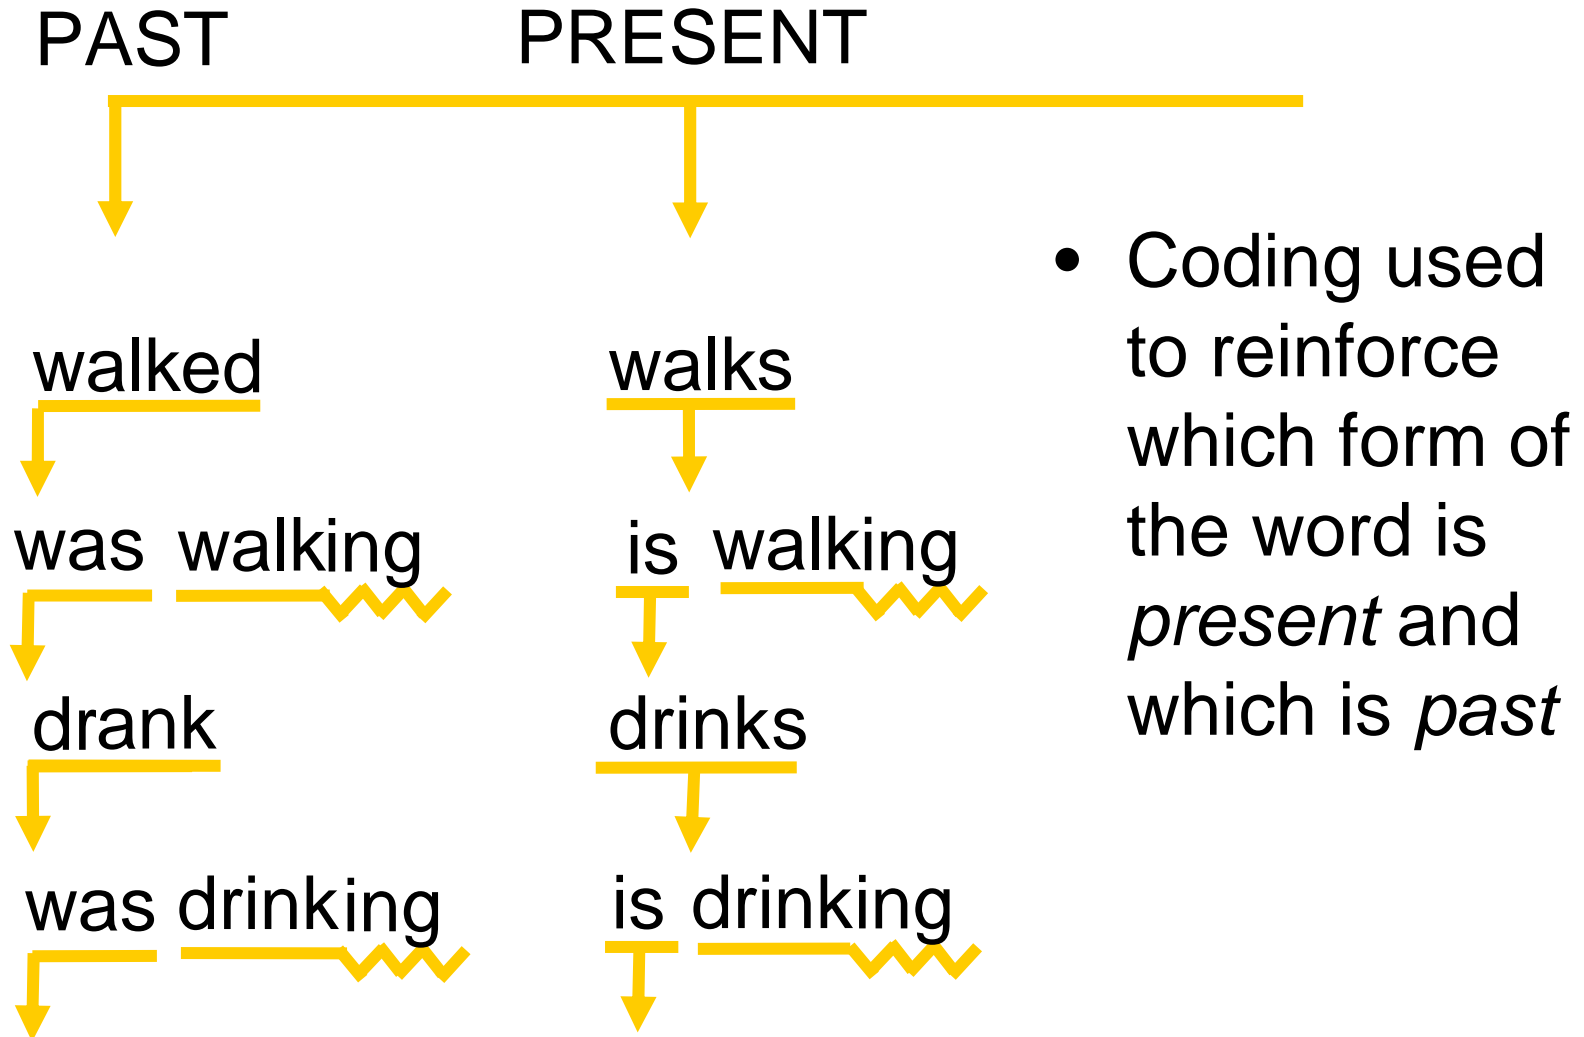 PAST PRESENT
walked walks
was walking is walking
drank drinks
was drinking is drinking
• Coding used
to reinforce
which form of
the word is
present and
which is past